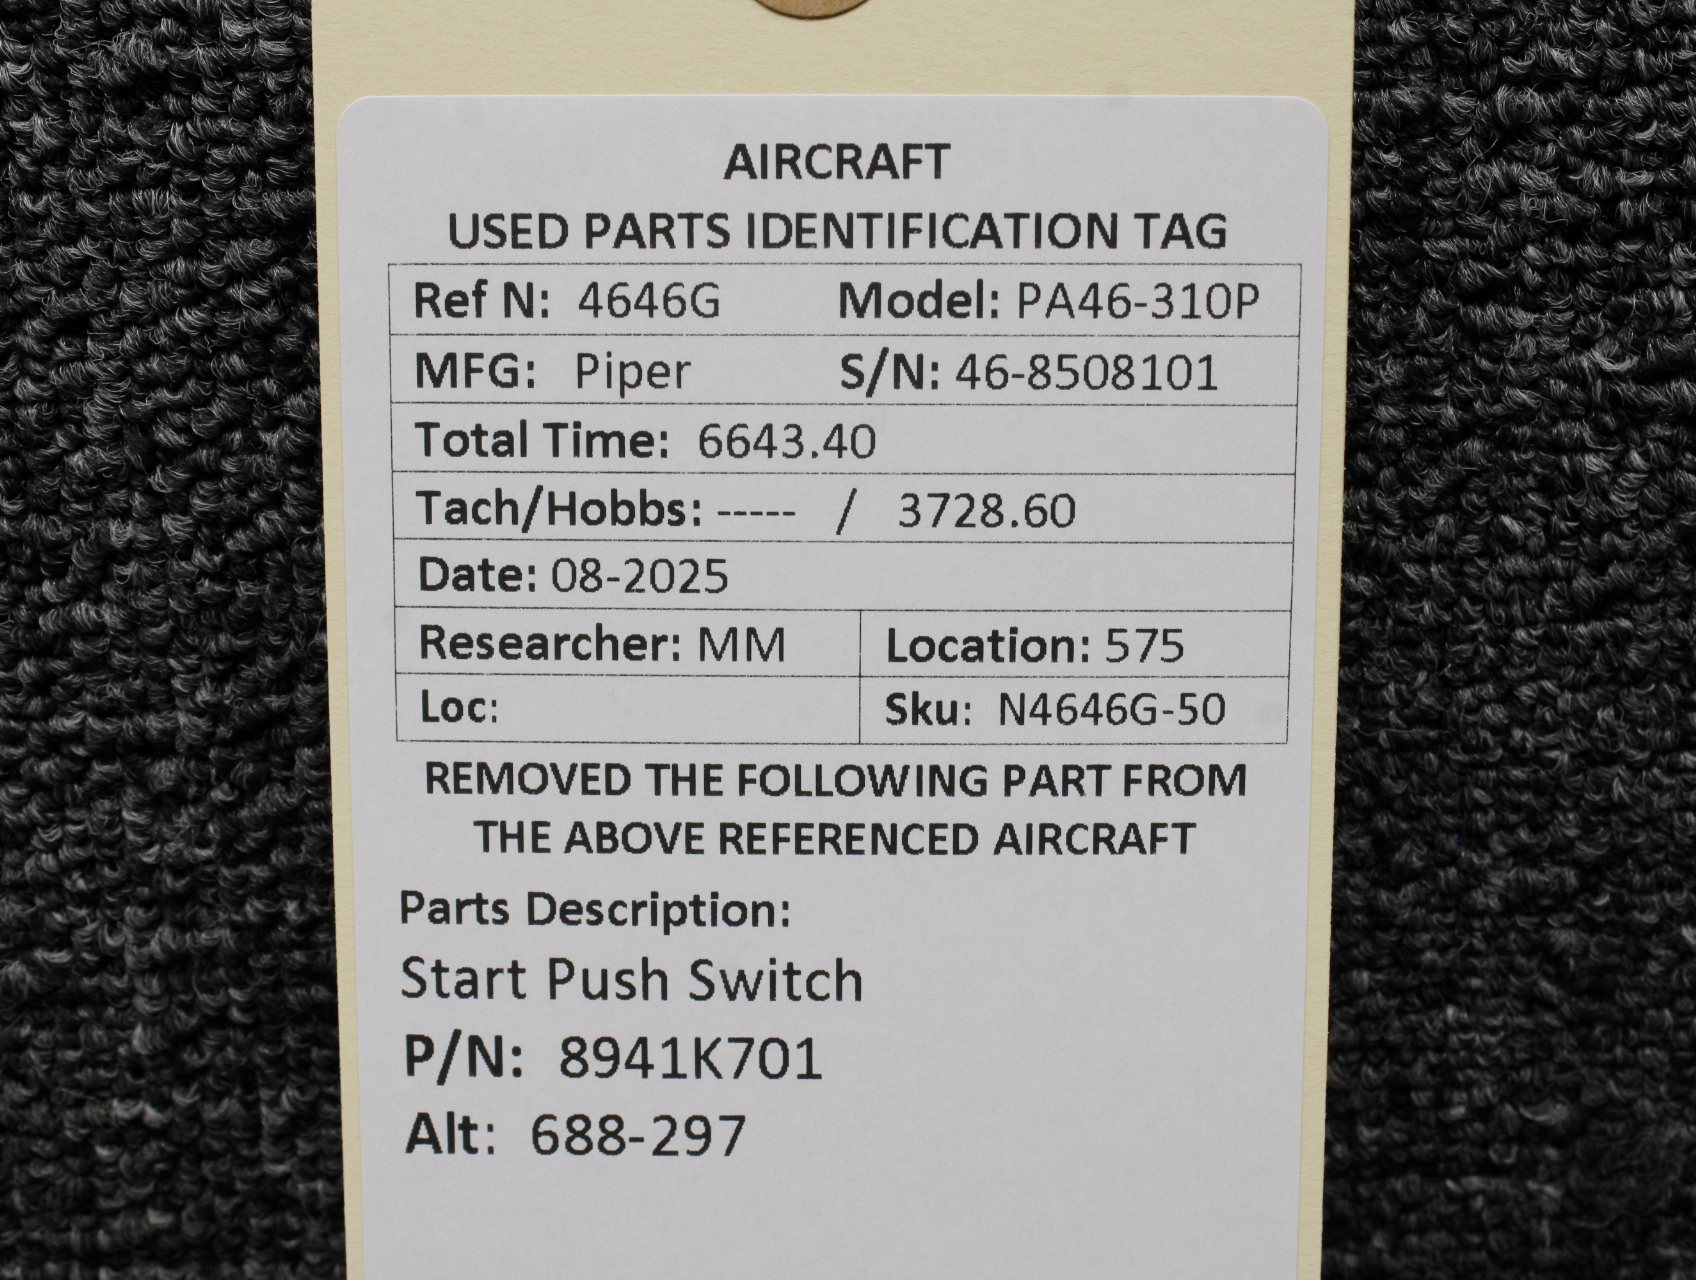 AIRCRAFT
USED PARTS IDENTIFICATION TAG
Ref N: 4646G Model: PA46-310P
MFG: Piper S/N: 46-8508101
Total Time: 6643.40
Tach/Hobbs: ----- / 3728.60
Date: 08-2025
Researcher: MM Location: 575
Loc: Sku: N4646G-50
REMOVED THE FOLLOWING PART FROM
THE ABOVE REFERENCED AIRCRAFT
Parts Description:
Start Push Switch
P/N: 8941K701
Alt: 688-297